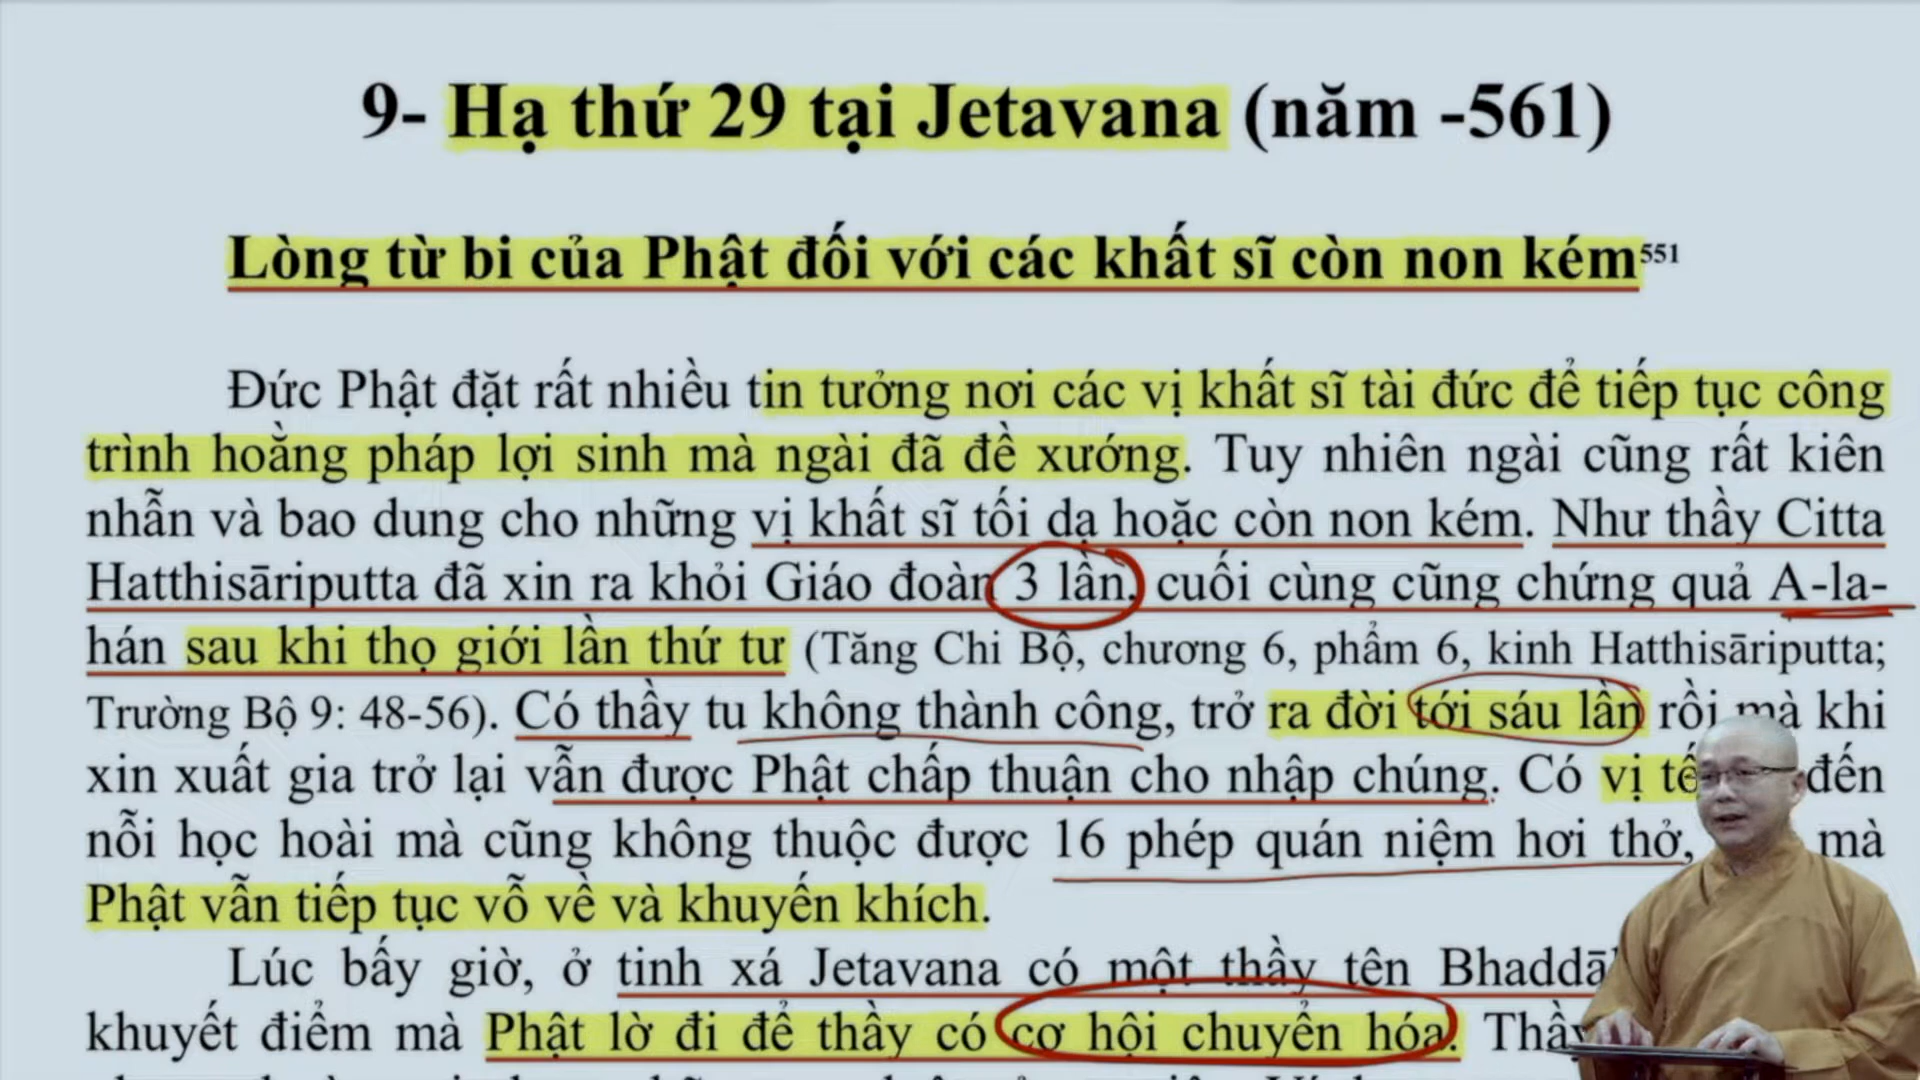 9- Hạ thứ 29 tại Jetavana (năm -561)
Lòng từ bi của Phật đối với các khất sĩ còn non kém551
Đức Phật đặt rất nhiều tin tưởng nơi các vị khất sĩ tài đức để tiếp tục công
trình hoằng pháp lợi sinh mà ngài đã đề xướng. Tuy nhiên ngài cũng rất kiên
nhẫn và bao dung cho những vị khất sĩ tối dạ hoặc còn non kém. Như thầy Citta
Hatthisāriputta đã xin ra khỏi Giáo đoàn 3 lần, cuối cùng cũng chứng quả A-la-
hán sau khi thọ giới lần thứ tư (Tăng Chi Bộ, chương 6, phẩm 6, kinh Hatthisāriputta;
Trường Bộ 9: 48-56). Có thầy tu không thành công, trở ra đời tới sáu lần rồi mà khi
xin xuất gia trở lại vẫn được Phật chấp thuận cho nhập chúng. Có vị đến
nỗi học hoài mà cũng không thuộc được 16 phép quán niệm hơi thở, mà
Phật vẫn tiếp tục vỗ về và khuyến khích.
Lúc bấy giờ, ở tinh xá Jetavana có một thầy tên
khuyết điểm mà Phật lờ đi để thầy có cơ hội chuyển hóa.